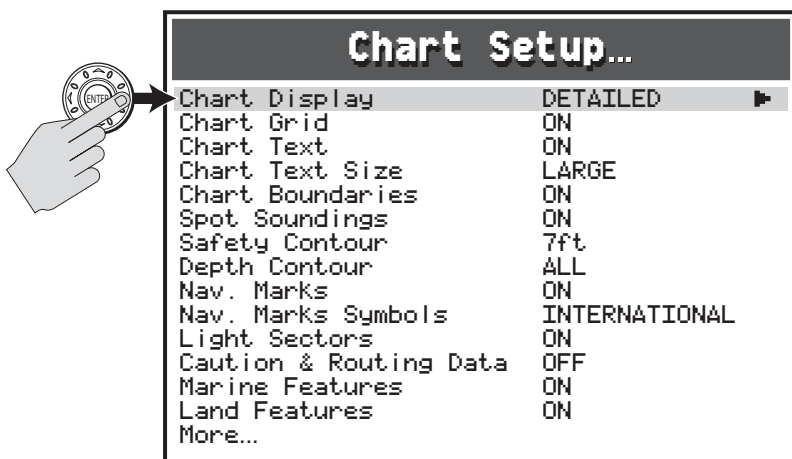 Chart Setup...
ENTER
Chart Display DETAILED
Chart Grid ON
Chart Text ON
Chart Text Size LARGE
Chart Boundaries ON
Spot Soundings ON
Safety Contour 7ft
Depth Contour ALL
Nav. Marks ON
Nav. Marks Symbols INTERNATIONAL
Light Sectors ON
Caution & Routing Data OFF
Marine Features ON
Land Features ON
More...